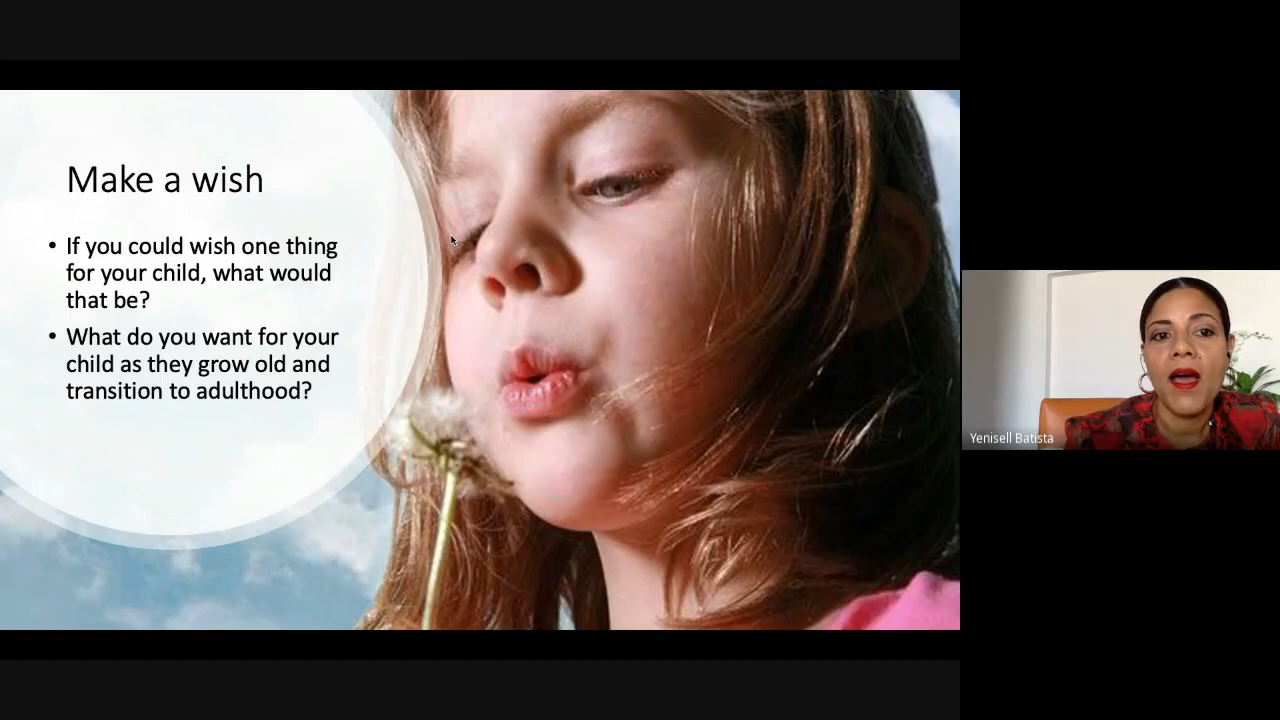 Make a wish
• If you could wish one thing
for your child, what would
that be?
• What do you want for your
child as they grow old and
transition to adulthood?
Yenisell Batista